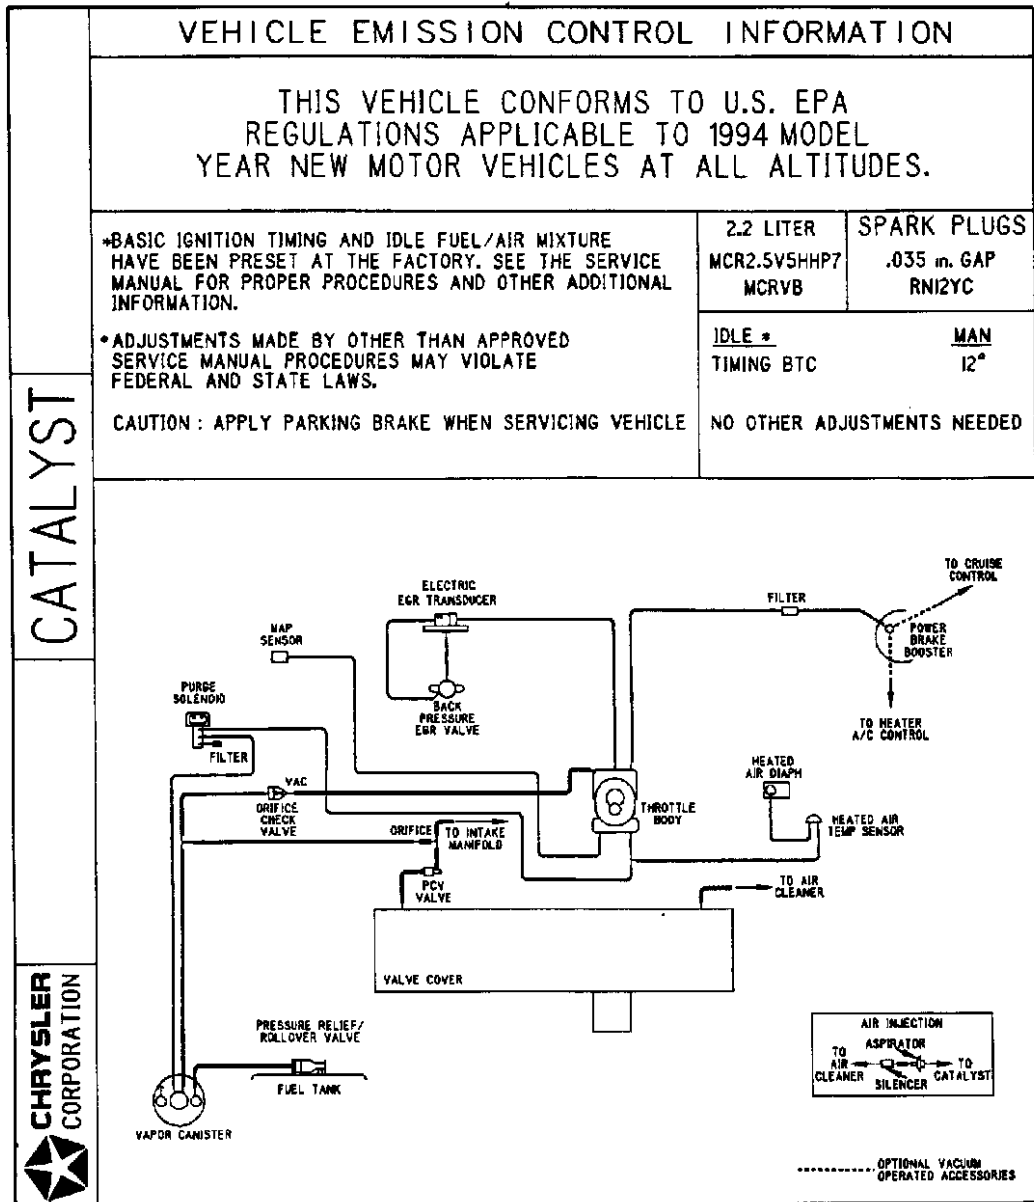 VEHICLE EMISSION CONTROL INFORMATION
THIS VEHICLE CONFORMS TO U.S. EPA
REGULATIONS APPLICABLE TO 1994 MODEL
YEAR NEW MOTOR VEHICLES AT ALL ALTITUDES.
*BASIC IGNITION TIMING AND IDLE FUEL/AIR MIXTURE
HAVE BEEN PRESET AT THE FACTORY. SEE THE SERVICE
MANUAL FOR PROPER PROCEDURES AND OTHER ADDITIONAL
INFORMATION.
•ADJUSTMENTS MADE BY OTHER THAN APPROVED
SERVICE MANUAL PROCEDURES MAY VIOLATE
FEDERAL AND STATE LAWS.
CAUTION : APPLY PARKING BRAKE WHEN SERVICING VEHICLE
2.2 LITER
MCR2.5V5HHP7
MCRVB
SPARK PLUGS
.035 in. GAP
RN12YC
IDLE * MAN
TIMING BTC 12°
NO OTHER ADJUSTMENTS NEEDED
CATALYST
CHRYSLER
CORPORATION
ELECTRIC
EGR TRANSDUCER
MAP
SENSOR
PURGE
SOLENOID
FILTER
BACK
PRESSURE
EGR VALVE
FILTER
TO CRUISE
CONTROL
POWER
BRAKE
BOOSTER
TO HEATER
A/C CONTROL
HEATED
AIR DIAPH
HEATED AIR
TEMP SENSOR
THROTTLE
BODY
VAC
ORIFICE
CHECK
VALVE
ORIFICE
TO INTAKE
MANIFOLD
PCV
VALVE
TO AIR
CLEANER
VALVE COVER
PRESSURE RELIEF/
ROLLOVER VALVE
FUEL TANK
VAPOR CANISTER
AIR INJECTION
ASPIRATOR
TO
AIR
CLEANER
SILENCER
TO
CATALYST
OPTIONAL VACUUM
OPERATED ACCESSORIES